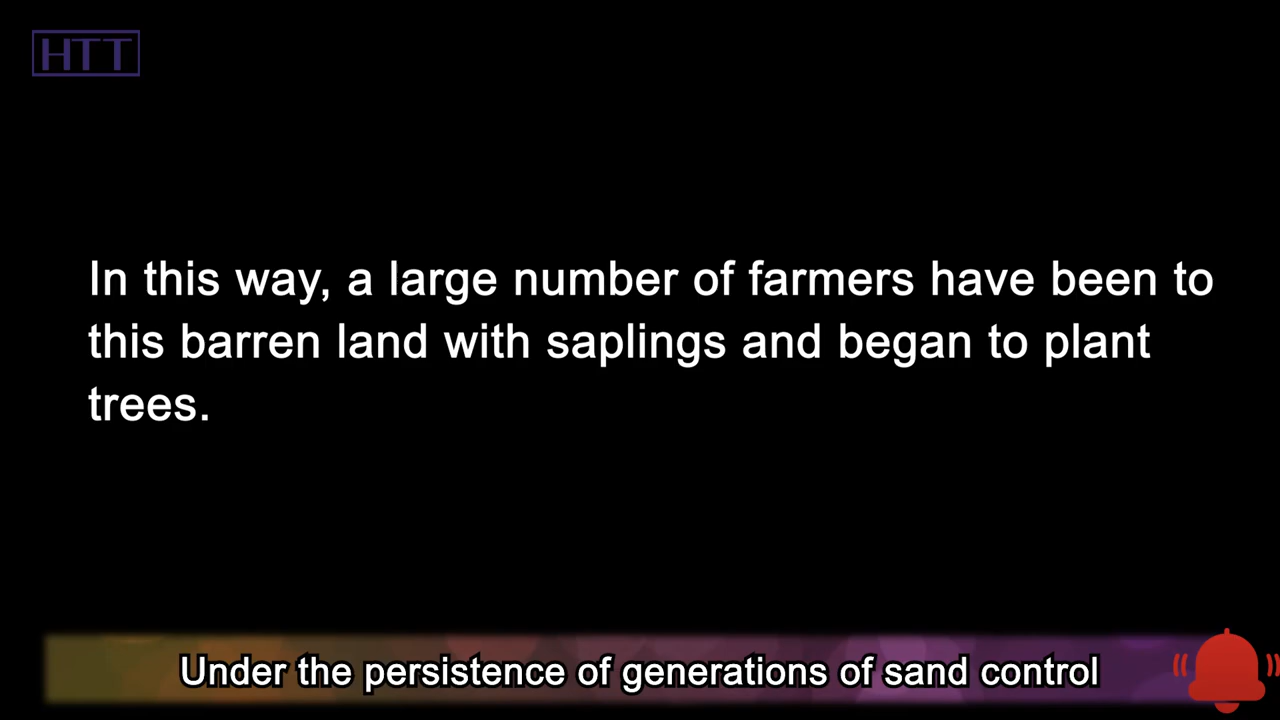 HTT
In this way, a large number of farmers have been to
this barren land with saplings and began to plant
trees.
Under the persistence of generations of sand control